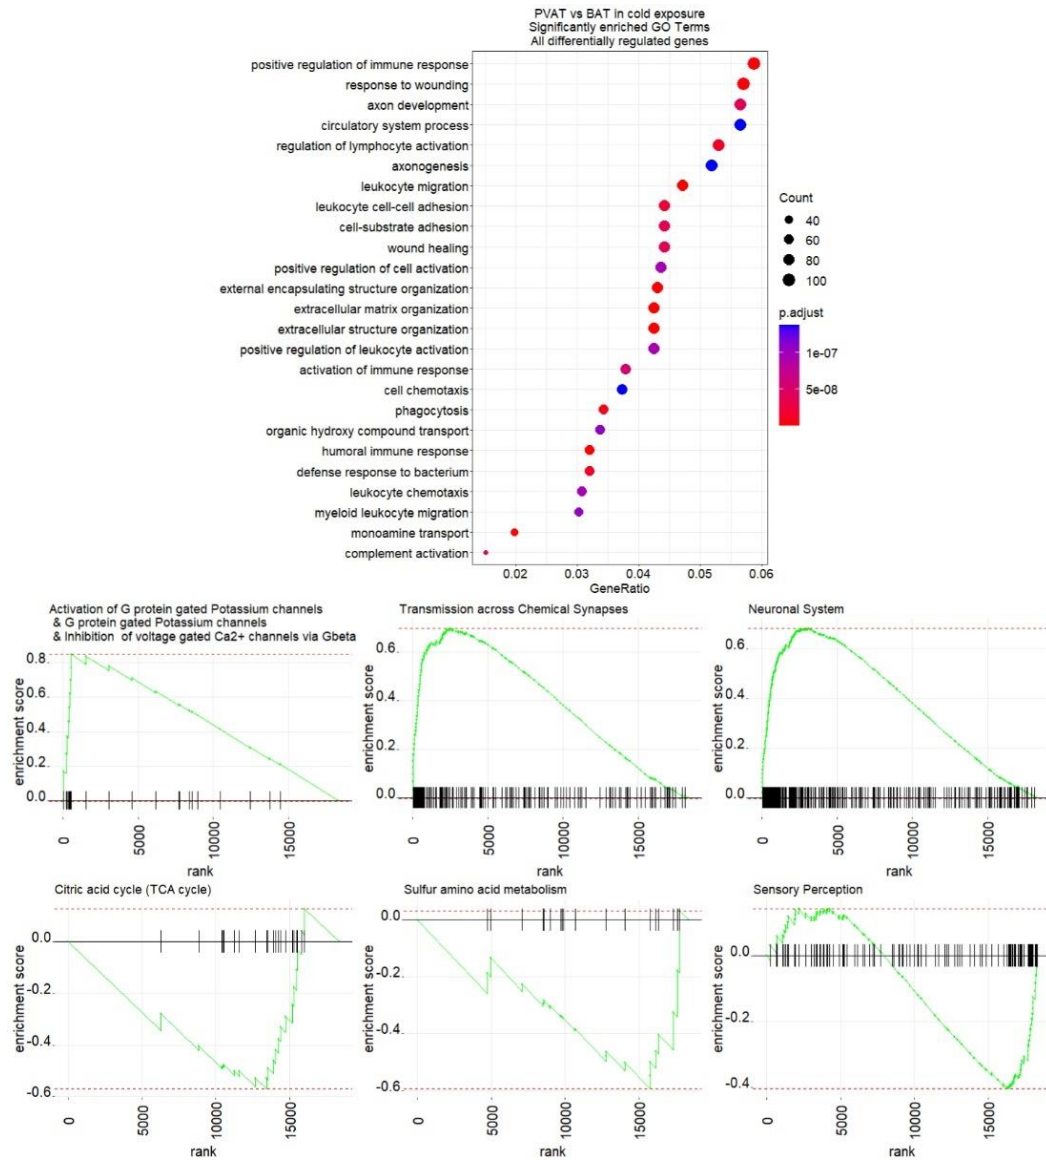 PVAT vs BAT in cold exposure
Significantly enriched GO Terms
All differentially regulated genes
positive regulation of immune response
response to wounding
axon development
circulatory system process
regulation of lymphocyte activation
axonogenesis
leukocyte migration
leukocyte cell-cell adhesion
cell-substrate adhesion
wound healing
positive regulation of cell activation
external encapsulating structure organization
extracellular matrix organization
extracellular structure organization
positive regulation of leukocyte activation
activation of immune response
cell chemotaxis
phagocytosis
organic hydroxy compound transport
humoral immune response
defense response to bacterium
leukocyte chemotaxis
myeloid leukocyte migration
monoamine transport
complement activation
0.02 0.03 0.04 0.05 0.06
GeneRatio
Count
40
60
80
100
p.adjust
1e-07
5e-08
Activation of G protein gated Potassium channels
& G protein gated Potassium channels
& Inhibition of voltage gated Ca2+ channels via Gbeta
enrichment score
0.8
0.6
0.4
0.2
0.0
0 5000 10000 15000
rank
Transmission across Chemical Synapses
enrichment score
0.6
0.4
0.2
0.0
0 5000 10000 15000
rank
Neuronal System
enrichment score
0.6
0.4
0.2
0.0
0 5000 10000 15000
rank
Citric acid cycle (TCA cycle)
enrichment score
0.0
-0.2
-0.4
-0.6
0 5000 10000 15000
rank
Sulfur amino acid metabolism
enrichment score
0.0
-0.2
-0.4
-0.6
0 5000 10000 15000
rank
Sensory Perception
enrichment score
0.0
-0.2
-0.4
0 5000 10000 15000
rank